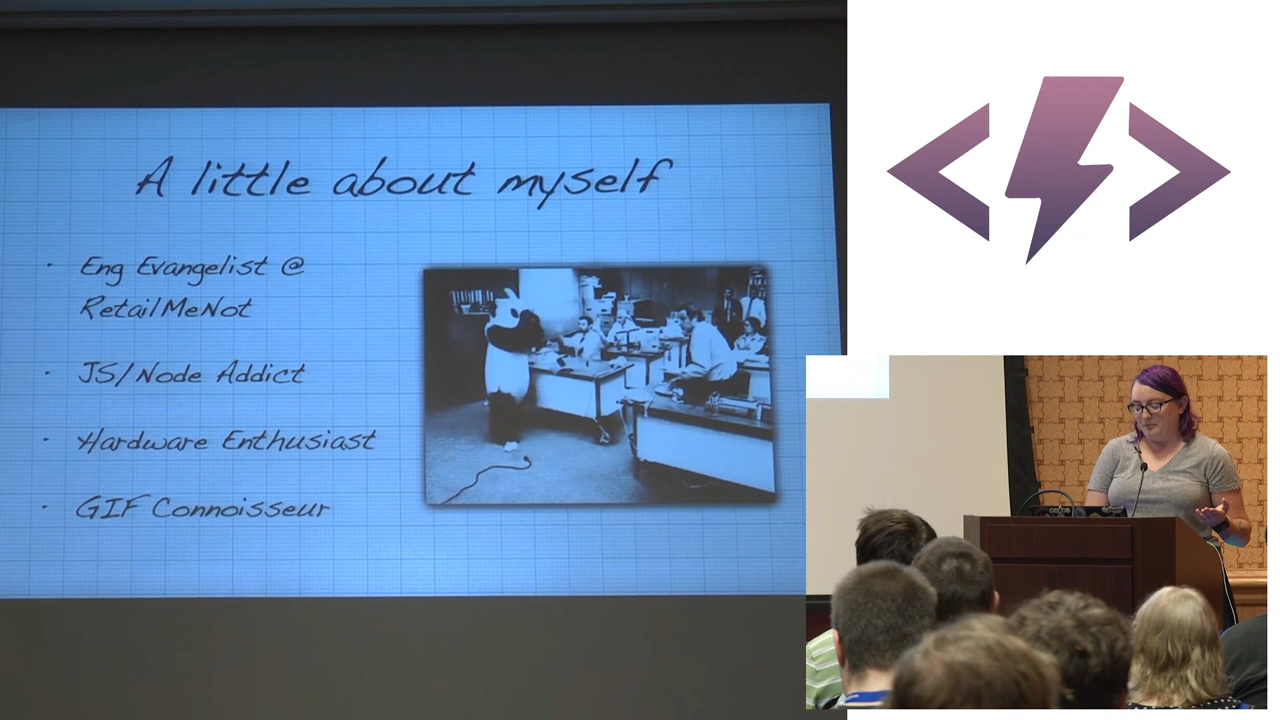 A little about myself
· Eng Evangelist @
RetailMeNot
· JS/Node Addict
· Hardware Enthusiast
· GIF Connoisseur